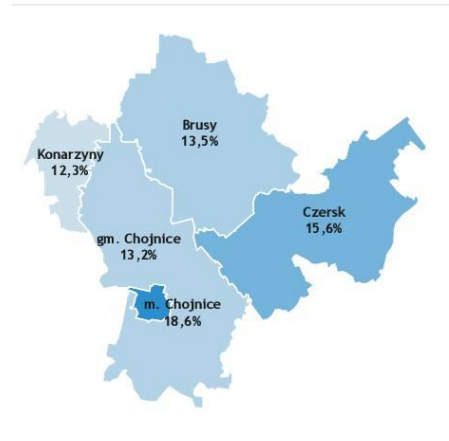 Brusy
13,5%
Konarzyny
12,3%
Czersk
15,6%
gm. Chojnice
13,2%
m. Chojnice
18,6%